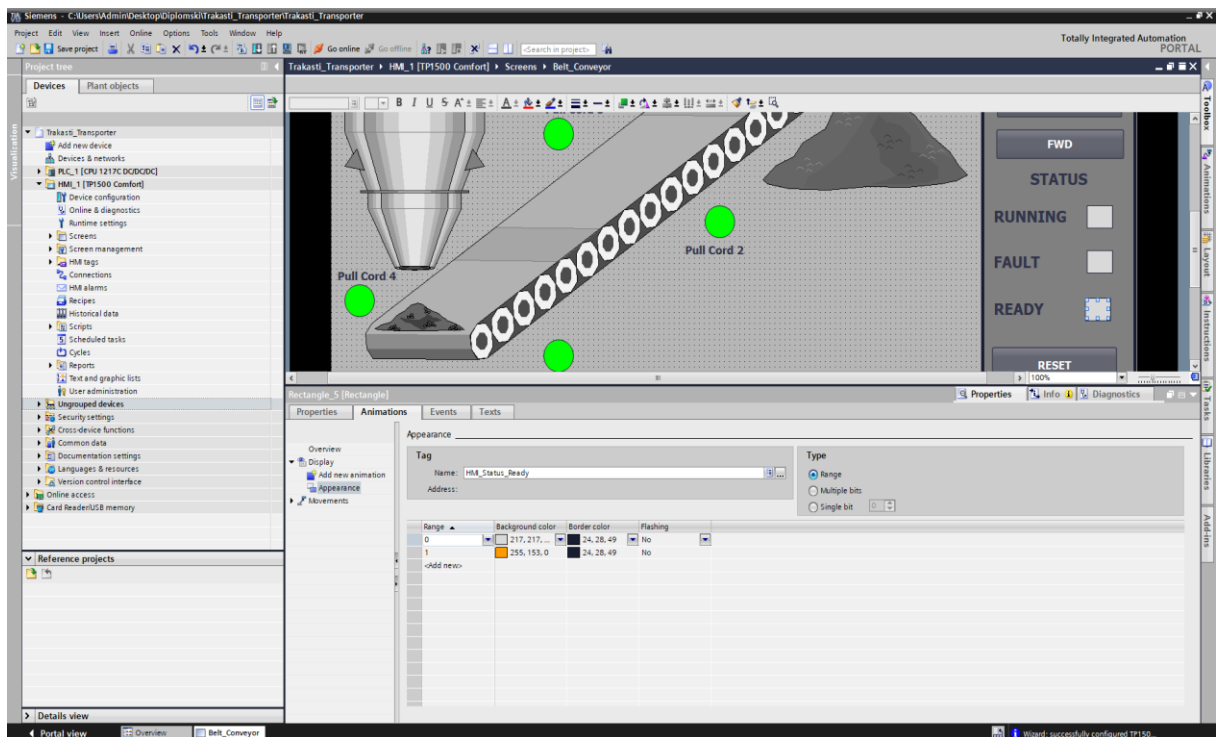 Siemens - C:\Users\Admin\Desktop\Diplomski\Trakasti_Transporter\Trakasti_Transporter
Project Edit View Insert Online Options Tools Window Help
Totally Integrated Automation
PORTAL
Save project Go online Go offline <Search in project>
Project tree
Trakasti_Transporter HMI_1 [TP1500 Comfort] Screens Belt_Conveyor
Devices Plant objects
Visualization
Trakasti_Transporter
Add new device
Devices & networks
PLC_1 [CPU 1217C DC/DC/DC]
HMI_1 [TP1500 Comfort]
Device configuration
Online & diagnostics
Runtime settings
Screens
Screen management
HMI tags
Connections
HMI alarms
Recipes
Historical data
Scripts
Scheduled tasks
Cycles
Reports
Text and graphic lists
User administration
Ungrouped devices
Security settings
Cross-device functions
Common data
Documentation settings
Languages & resources
Version control interface
Online access
Card Reader/USB memory
Reference projects
Details view
FWD
STATUS
RUNNING
Pull Cord 2
FAULT
Pull Cord 4
READY
RESET
100%
Rectangle_5 [Rectangle]
Properties Info Diagnostics
Properties Animations Events Texts
Overview
Display
Add new animation
Appearance
Movements
Appearance
Tag
Name: HMI_Status_Ready
Address:
Type
Range
Multiple bits
Single bit 0
Range Background color Border color Flashing
0 217, 217, ... 24, 28, 49 No
1 255, 153, 0 24, 28, 49 No
<Add new>
Toolbox
Animations
Layout
Instructions
Tasks
Libraries
Add-ins
Portal view Overview Belt_Conveyor
Wizard: successfully configured TP150...